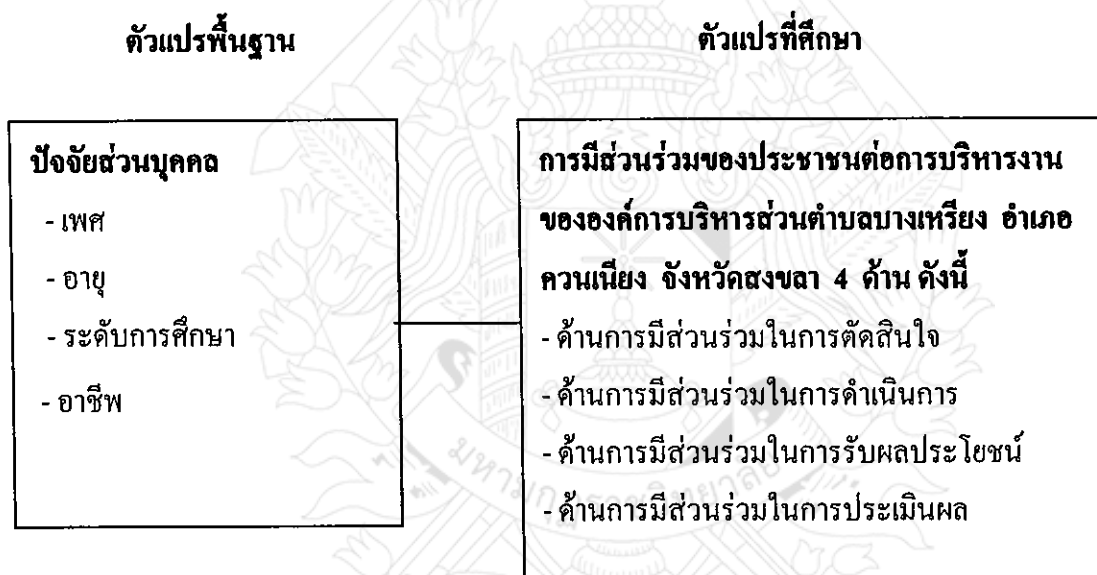 ตัวแปรพื้นฐาน
ตัวแปรที่ศึกษา
ปัจจัยส่วนบุคคล
- เพศ
- อายุ
- ระดับการศึกษา
- อาชีพ
การมีส่วนร่วมของประชาชนต่อการบริหารงาน
ขององค์การบริหารส่วนตำบลบางเหรียง อำเภอ
ควนเนียง จังหวัดสงขลา 4 ด้าน ดังนี้
- ด้านการมีส่วนร่วมในการตัดสินใจ
- ด้านการมีส่วนร่วมในการดำเนินการ
- ด้านการมีส่วนร่วมในการรับผลประโยชน์
- ด้านการมีส่วนร่วมในการประเมินผล